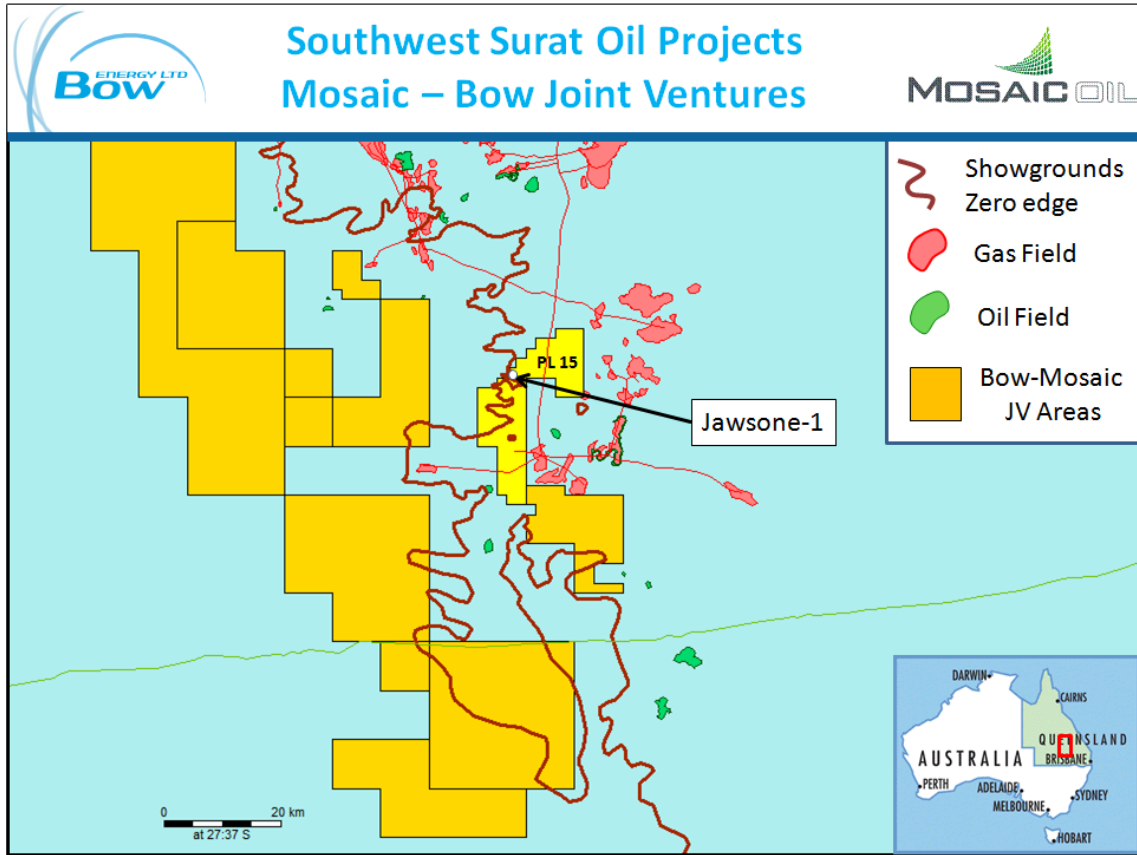 BOW ENERGY LTD
Southwest Surat Oil Projects
Mosaic – Bow Joint Ventures
MOSAIC OIL
Showgrounds
Zero edge
Gas Field
Oil Field
Bow-Mosaic
JV Areas
PL 15
Jawsone-1
0 20 km
at 27:37 S
DARWIN
CAIRNS
QUEENSLAND
AUSTRALIA
BRISBANE
PERTH
ADELAIDE
SYDNEY
MELBOURNE
HOBART